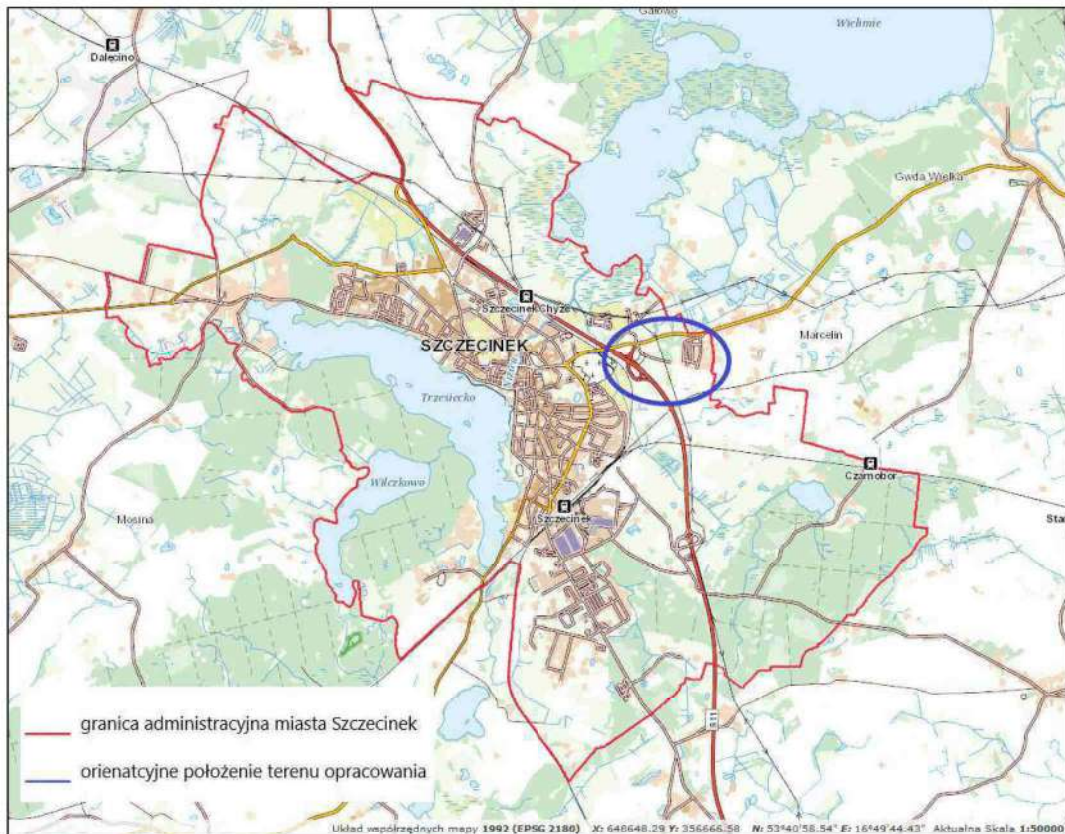 Gałowo
Wielimie
Dalęcino
Gwda Wielka
Szczecinek Chyże
Marcelin
SZCZECINEK
Trzesiecko
Czarnobór
Wilczkowo
Mosina
Szczecinek
S11
granica administracyjna miasta Szczecinek
orienatcyjne położenie terenu opracowania
Układ współrzędnych mapy 1992 (EPSG 2180) X: 648648.29 Y: 356666.58 N: 53°40'58.54" E: 16°49'44.43" Aktualna Skala 1:50000